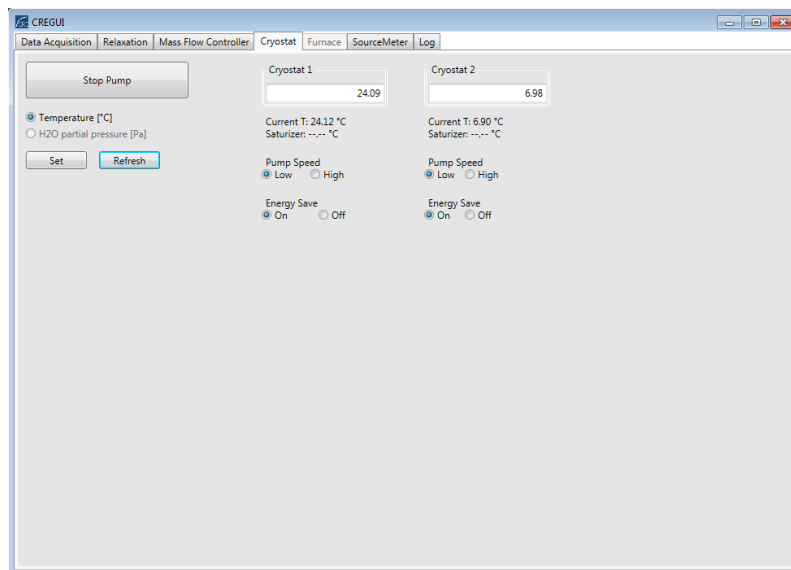 CREGUI
Data Acquisition Relaxation Mass Flow Controller Cryostat Furnace SourceMeter Log
Stop Pump
Temperature [°C]
H2O partial pressure [Pa]
Set Refresh
Cryostat 1
24.09
Current T: 24.12 °C
Saturizer: --.-- °C
Pump Speed
Low High
Energy Save
On Off
Cryostat 2
6.98
Current T: 6.90 °C
Saturizer: --.-- °C
Pump Speed
Low High
Energy Save
On Off